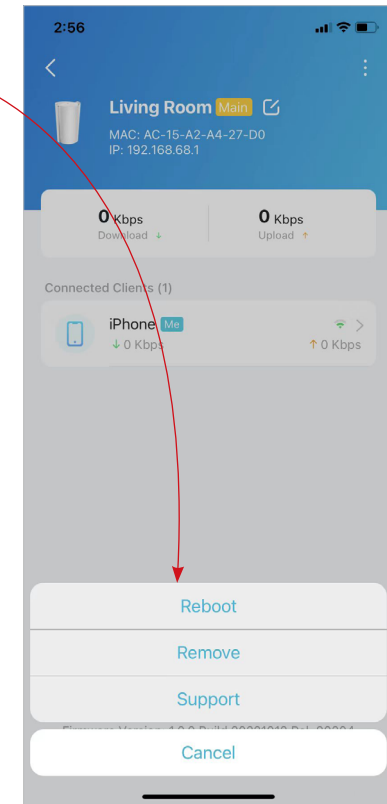 2:56
Living Room Main
MAC: AC-15-A2-A4-27-D0
IP: 192.168.68.1
0 Kbps 0 Kbps
Download ↓ Upload ↑
Connected Clients (1)
iPhone Me
↓ 0 Kbps ↑ 0 Kbps
Reboot
Remove
Support
Cancel